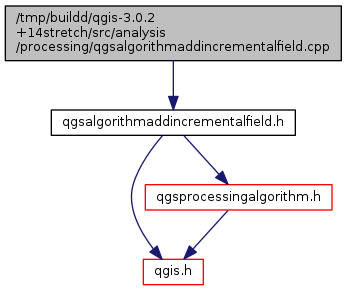 /tmp/buildd/qgis-3.0.2
+14stretch/src/analysis
/processing/qgsalgorithmaddincrementalfield.cpp
qgsalgorithmaddincrementalfield.h
qgsprocessingalgorithm.h
qgis.h